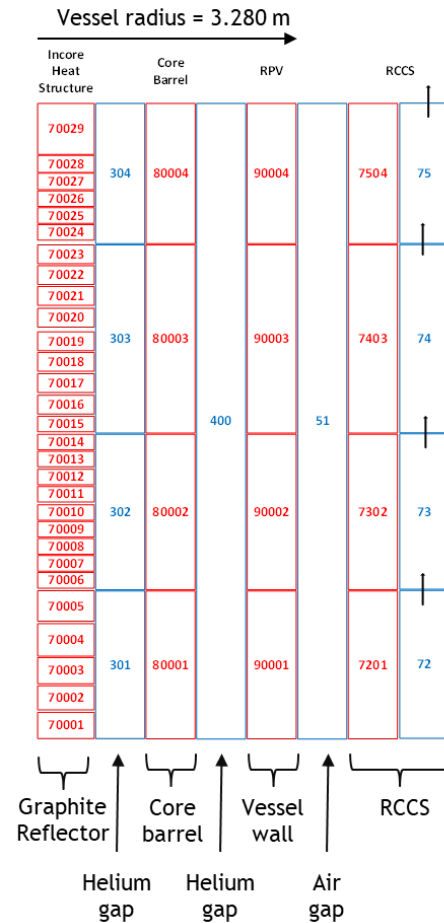 Vessel radius = 3.280 m
Incore
Heat
Structure
Core
Barrel
RPV
RCCS
70029
70028
70027
70026
70025
70024
70023
70022
70021
70020
70019
70018
70017
70016
70015
70014
70013
70012
70011
70010
70009
70008
70007
70006
70005
70004
70003
70002
70001
304
303
302
301
80004
80003
80002
80001
400
90004
90003
90002
90001
51
7504
7403
7302
7201
75
74
73
72
Graphite
Reflector
Core
barrel
Vessel
wall
RCCS
Helium
gap
Helium
gap
Air
gap